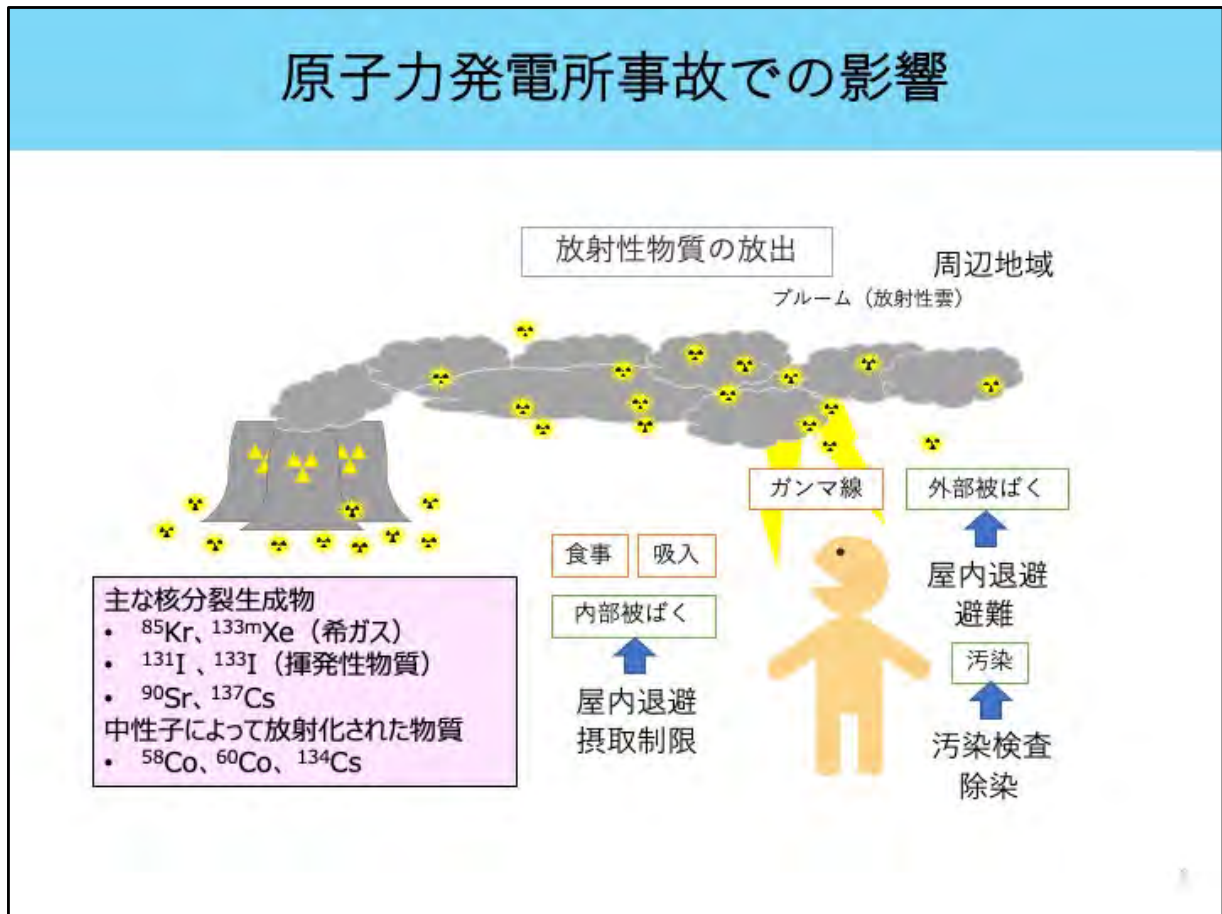 原子力発電所事故での影響
放射性物質の放出
周辺地域
プルーム（放射性雲）
ガンマ線
外部被ばく
屋内退避
避難
食事
吸入
内部被ばく
屋内退避
摂取制限
汚染
汚染検査
除染
主な核分裂生成物
• ⁸⁵Kr、¹³³ᵐXe（希ガス）
• ¹³¹I 、¹³³I（揮発性物質）
• ⁹⁰Sr、¹³⁷Cs
中性子によって放射化された物質
• ⁵⁸Co、⁶⁰Co、¹³⁴Cs